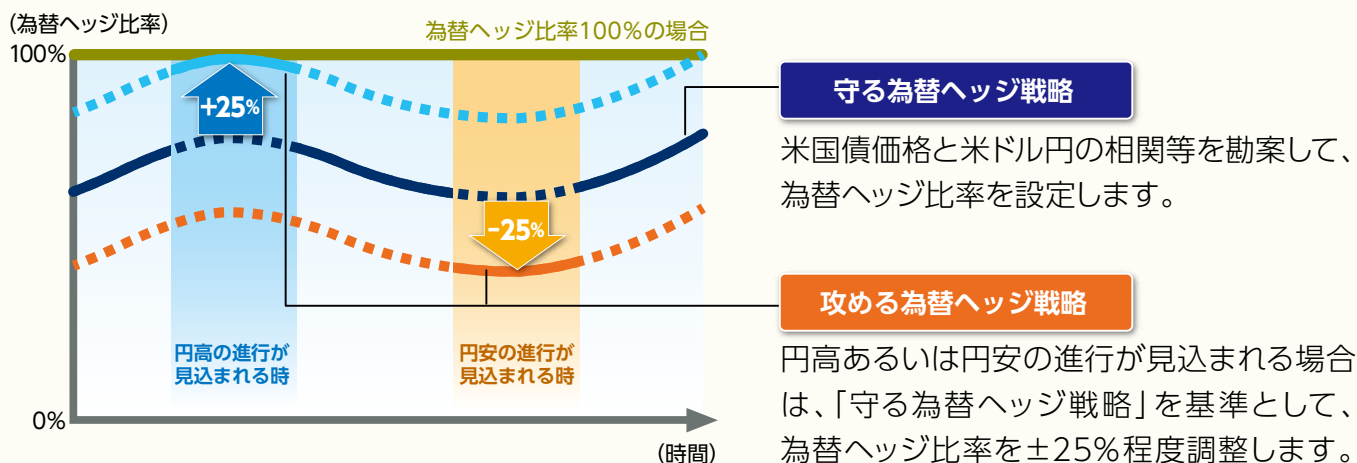 (為替ヘッジ比率)
為替ヘッジ比率100%の場合
100%
+25%
-25%
円高の進行が
見込まれる時
円安の進行が
見込まれる時
0%
(時間)
守る為替ヘッジ戦略
米国債価格と米ドル円の相関等を勘案して、
為替ヘッジ比率を設定します。
攻める為替ヘッジ戦略
円高あるいは円安の進行が見込まれる場合
は、「守る為替ヘッジ戦略」を基準として、
為替ヘッジ比率を±25%程度調整します。